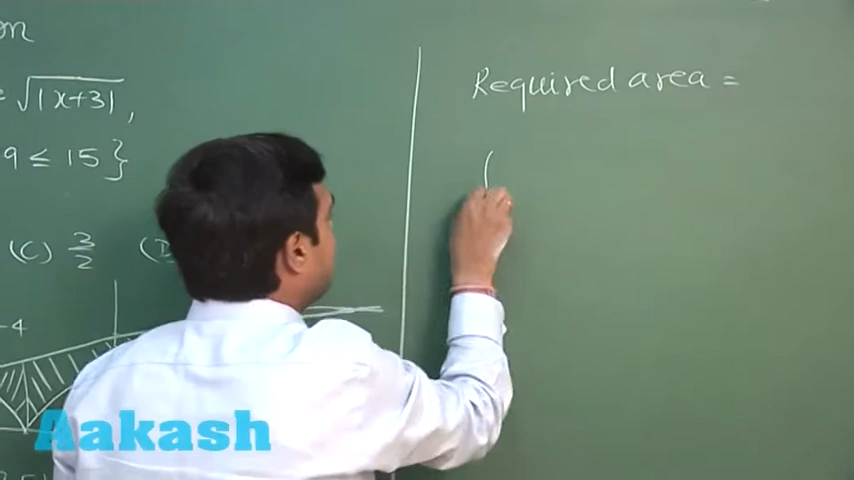 on
√|x+3|,
9 ≤ 15}
(C) 3/2
-4
Required area =
Aakash